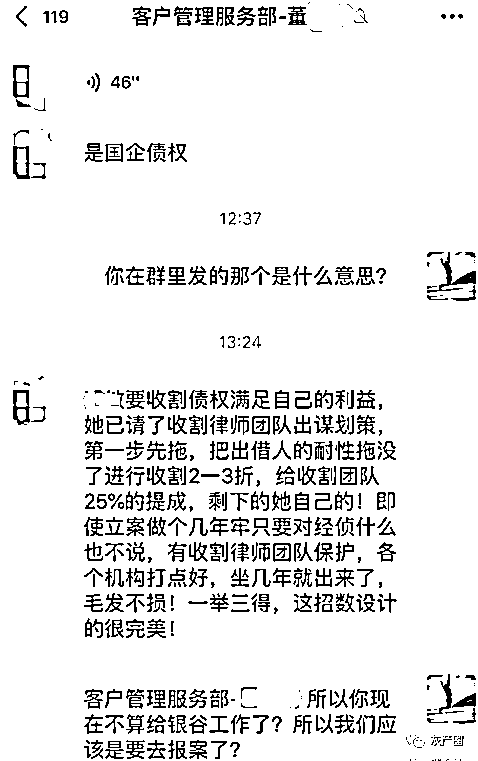 119
客户管理服务部-董
46"
是国企债权
12:37
你在群里发的那个是什么意思?
13:24
要收割债权满足自己的利益，
她已请了收割律师团队出谋划策，
第一步先拖，把出借人的耐性拖没
了进行收割2一3折，给收割团队
25%的提成，剩下的她自己的！即
使立案做个几年牢只要对经侦什么
也不说，有收割律师团队保护，各
个机构打点好，坐几年就出来了，
毛发不损！一举三得，这招数设计
的很完美！
客户管理服务部- 所以你现
在不算给银谷工作了？所以我们应
该是要去报案了？
灰产圈